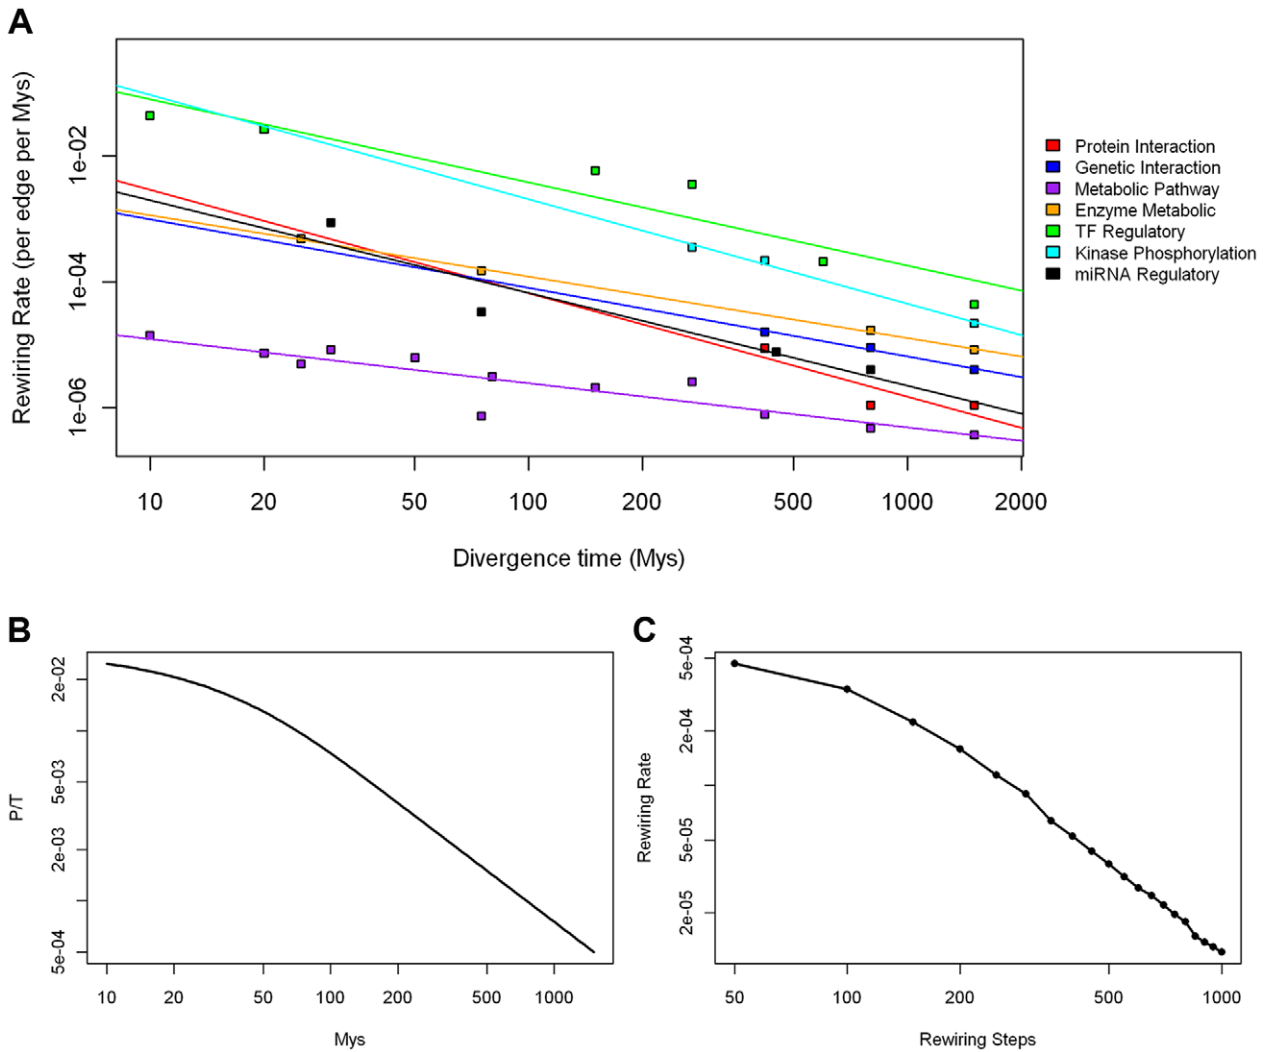 A
Rewiring Rate (per edge per Mys)
1e-02
1e-04
1e-06
10 20 50 100 200 500 1000 2000
Divergence time (Mys)
Protein Interaction
Genetic Interaction
Metabolic Pathway
Enzyme Metabolic
TF Regulatory
Kinase Phosphorylation
miRNA Regulatory
B
P/T
2e-02
5e-03
2e-03
5e-04
10 20 50 100 200 500 1000
Mys
C
Rewiring Rate
5e-04
2e-04
5e-05
2e-05
50 100 200 500 1000
Rewiring Steps